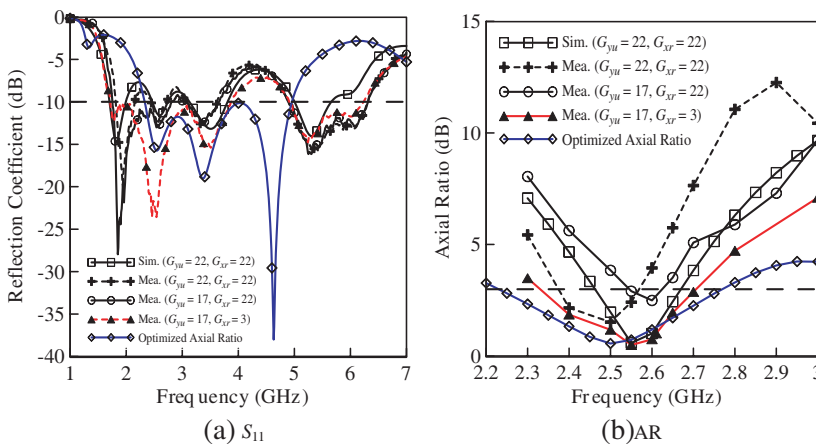 0
-5
-10
-15
-20
-25
-30
-35
-40
Reflection Coefficient (dB)
Sim. (Gyu = 22, Gxr = 22)
Mea. (Gyu = 22, Gxr = 22)
Mea. (Gyu = 17, Gxr = 22)
Mea. (Gyu = 17, Gxr = 3)
Optimized Axial Ratio
1 2 3 4 5 6 7
Frequency (GHz)
(a) S11
15
10
5
0
Axial Ratio (dB)
Sim. (Gyu = 22, Gxr = 22)
Mea. (Gyu = 22, Gxr = 22)
Mea. (Gyu = 17, Gxr = 22)
Mea. (Gyu = 17, Gxr = 3)
Optimized Axial Ratio
2.2 2.3 2.4 2.5 2.6 2.7 2.8 2.9 3
Frequency (GHz)
(b)AR